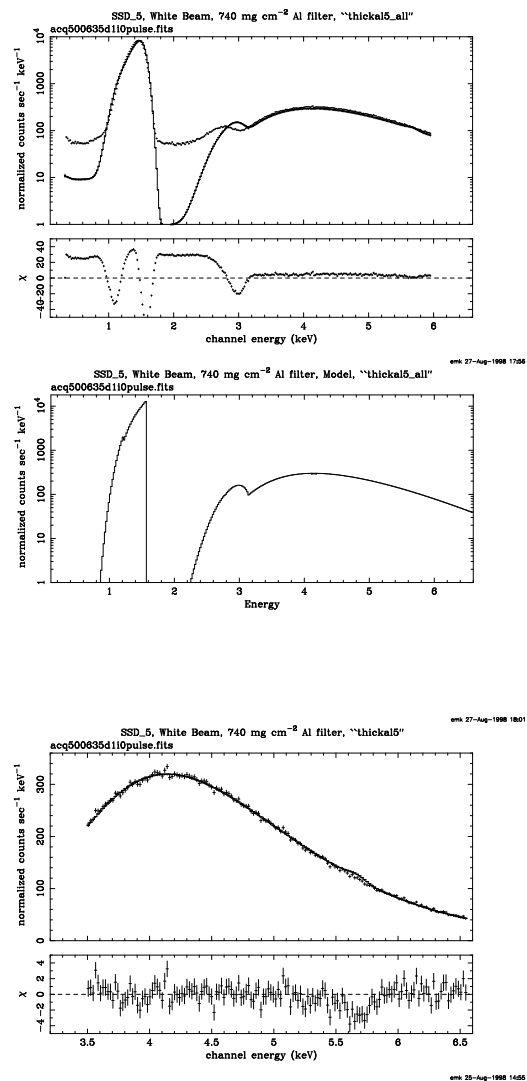 SSD_5, White Beam, 740 mg cm−2 Al filter, ``thickal5_all''
acq500635d1i0pulse.fits
normalized counts sec−1 keV−1
10^4
1000
100
10
1
χ
40
20
0
−20
−40
1 2 3 4 5 6
channel energy (keV)
emk 27−Aug−1998 17:56
SSD_5, White Beam, 740 mg cm−2 Al filter, Model, ``thickal5_all''
acq500635d1i0pulse.fits
normalized counts sec−1 keV−1
10^4
1000
100
10
1
1 2 3 4 5 6
Energy
emk 27−Aug−1998 18:01
SSD_5, White Beam, 740 mg cm−2 Al filter, ``thickal5''
acq500635d1i0pulse.fits
normalized counts sec−1 keV−1
300
200
100
0
χ
4
2
0
−2
−4
3.5 4 4.5 5 5.5 6 6.5
channel energy (keV)
emk 25−Aug−1998 14:55